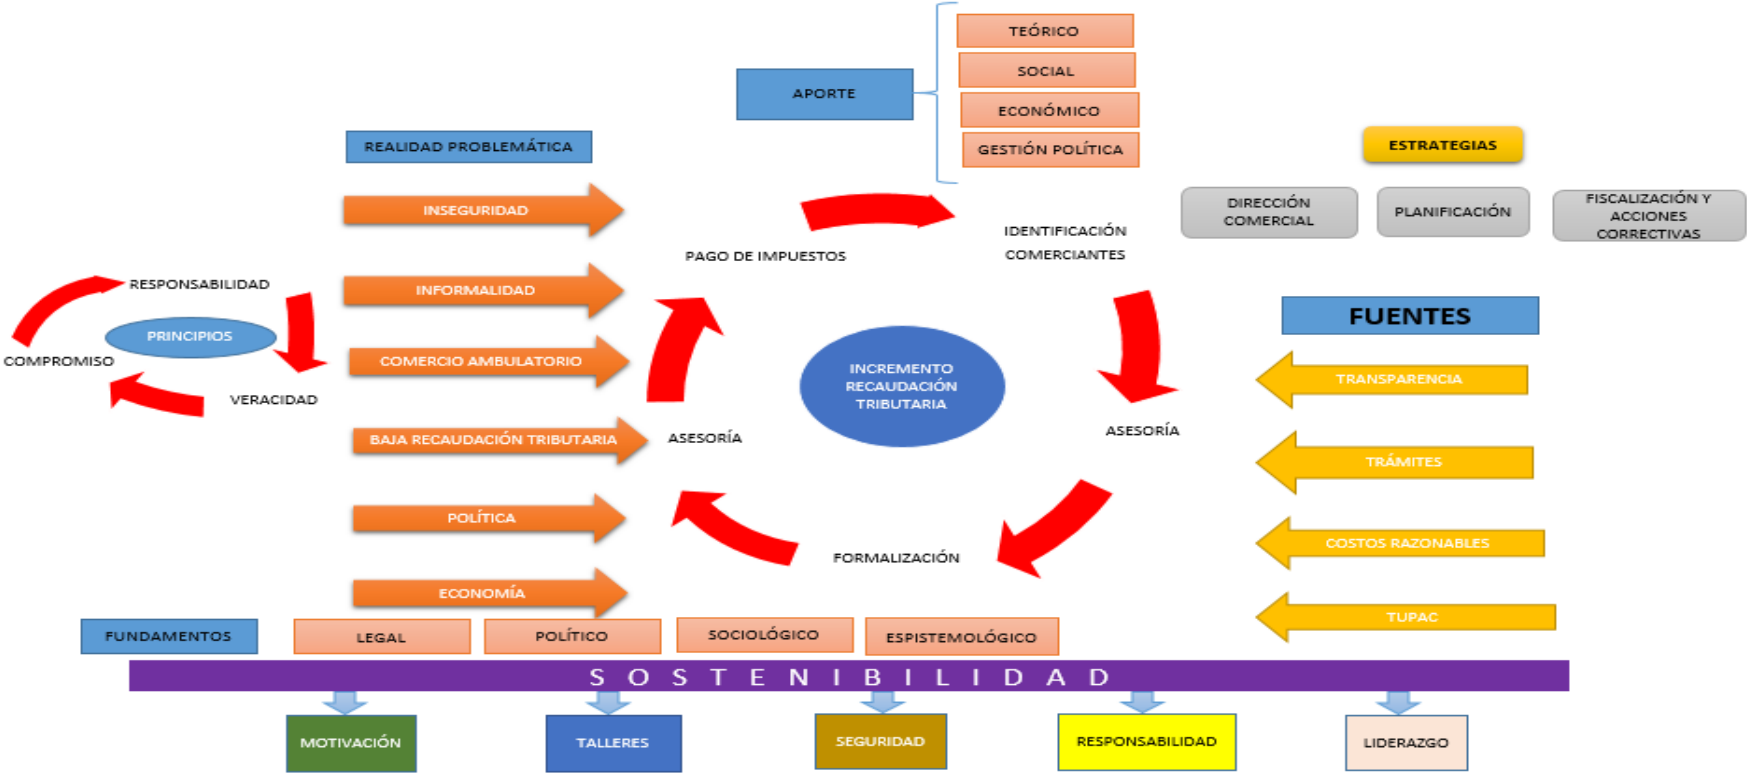 TEÓRICO
SOCIAL
APORTE
ECONÓMICO
GESTIÓN POLÍTICA
REALIDAD PROBLEMÁTICA
INSEGURIDAD
INFORMALIDAD
COMERCIO AMBULATORIO
BAJA RECAUDACIÓN TRIBUTARIA
POLÍTICA
ECONOMÍA
RESPONSABILIDAD
PRINCIPIOS
COMPROMISO
VERACIDAD
PAGO DE IMPUESTOS
IDENTIFICACIÓN
COMERCIANTES
INCREMENTO
RECAUDACIÓN
TRIBUTARIA
ASESORÍA
ASESORÍA
FORMALIZACIÓN
ESTRATEGIAS
DIRECCIÓN
COMERCIAL
PLANIFICACIÓN
FISCALIZACIÓN Y
ACCIONES
CORRECTIVAS
FUENTES
TRANSPARENCIA
TRÁMITES
COSTOS RAZONABLES
TUPAC
FUNDAMENTOS
LEGAL
POLÍTICO
SOCIOLÓGICO
ESPISTEMOLÓGICO
SOSTENIBILIDAD
MOTIVACIÓN
TALLERES
SEGURIDAD
RESPONSABILIDAD
LIDERAZGO